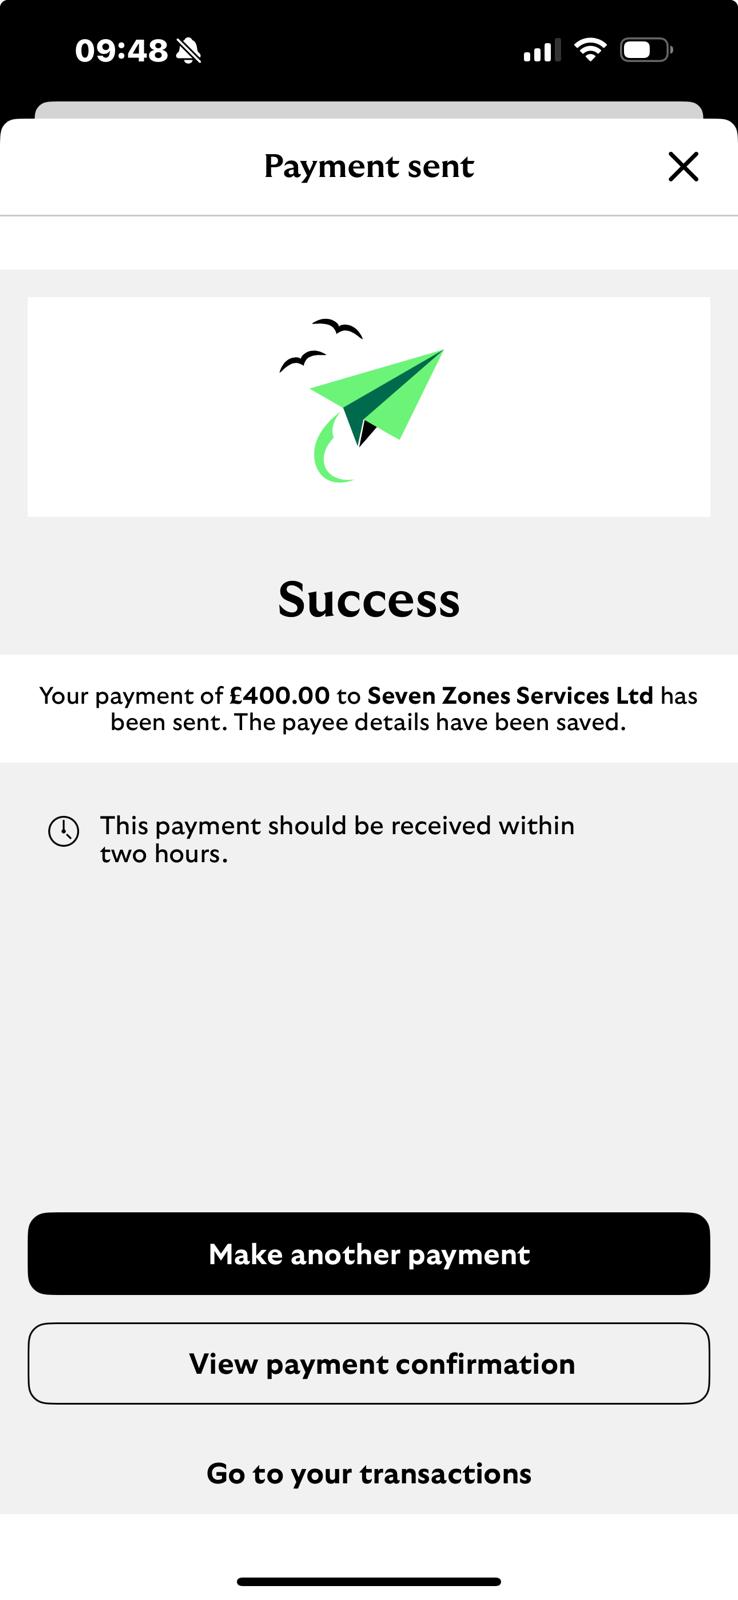 09:48
Payment sent
Success
Your payment of £400.00 to Seven Zones Services Ltd has
been sent. The payee details have been saved.
This payment should be received within
two hours.
Make another payment
View payment confirmation
Go to your transactions